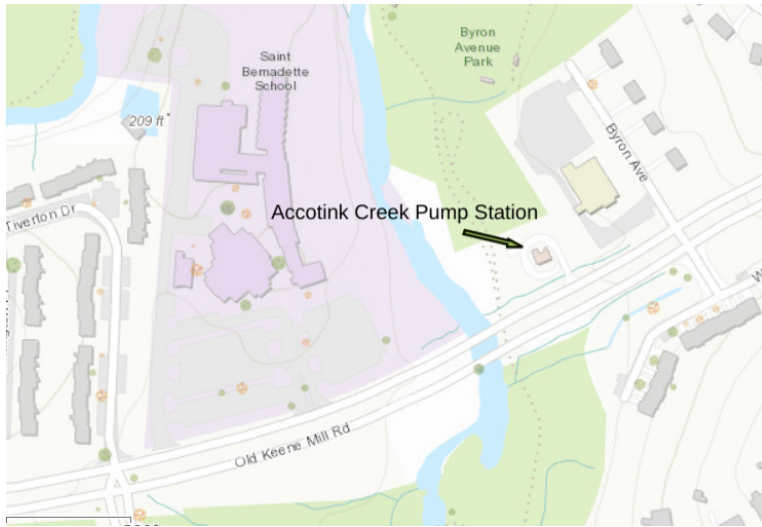 Saint
Bernadette
School
Byron
Avenue
Park
209 ft
Byron Ave
Tiverton Dr
Accotink Creek Pump Station
Old Keene Mill Rd